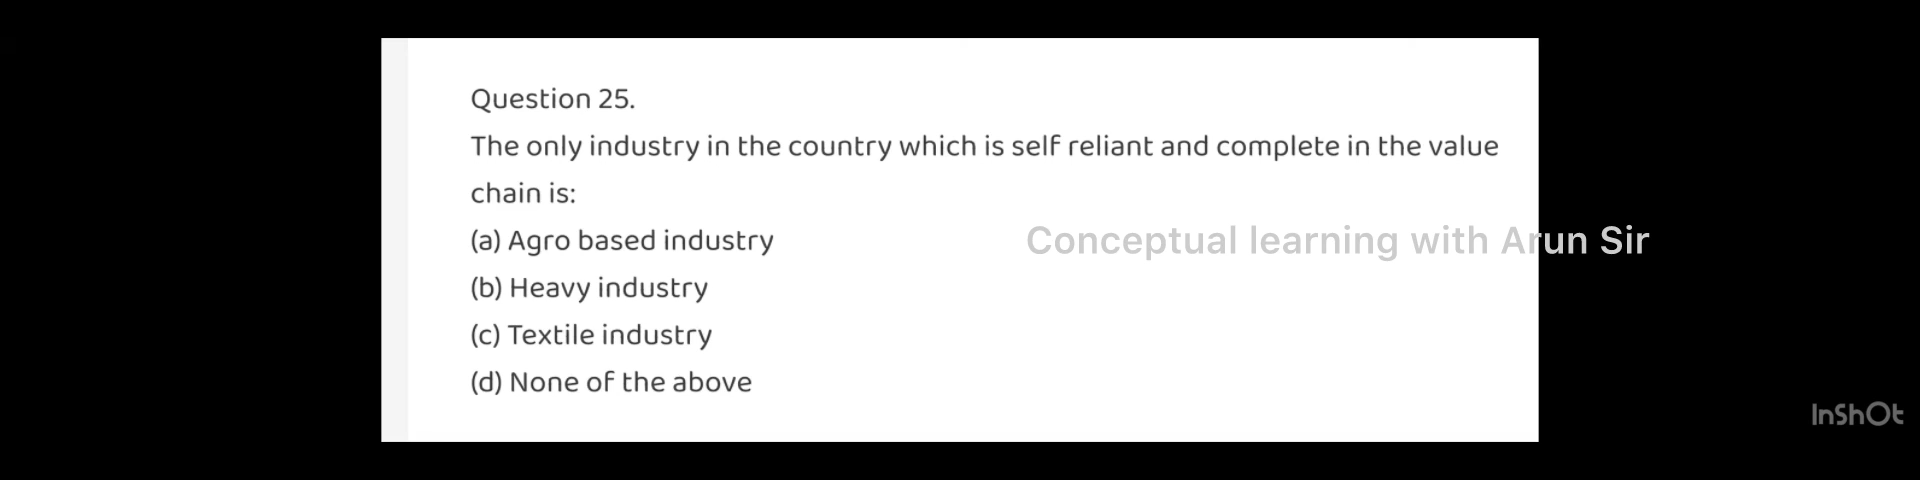 Question 25.
The only industry in the country which is self reliant and complete in the value
chain is:
(a) Agro based industry
Conceptual learning with Arun Sir
(b) Heavy industry
(c) Textile industry
(d) None of the above
InShOt